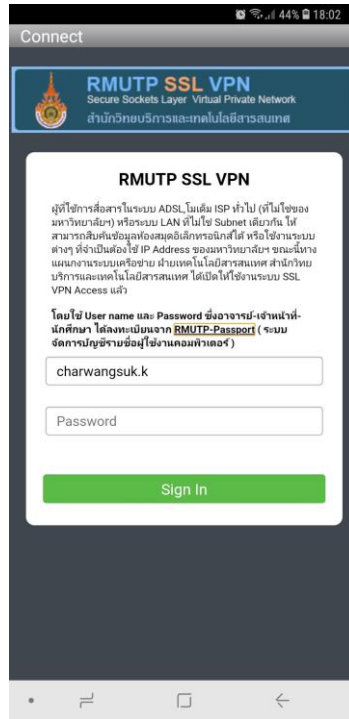 44% 18:02
Connect
RMUTP SSL VPN
Secure Sockets Layer Virtual Private Network
สำนักวิทยบริการและเทคโนโลยีสารสนเทศ
RMUTP SSL VPN
ผู้ที่ใช้การสื่อสารในระบบ ADSL,โมเด็ม ISP ทั่วไป (ที่ไม่ใช่ของ
มหาวิทยาลัยฯ) หรือระบบ LAN ที่ไม่ใช่ Subnet เดียวกัน ให้
สามารถสืบค้นข้อมูลห้องสมุดอิเล็กทรอนิกส์ได้ หรือใช้งานระบบ
ต่างๆ ที่จำเป็นต้องใช้ IP Address ของมหาวิทยาลัยฯ ขณะนี้ทาง
แผนกงานระบบเครือข่าย ฝ่ายเทคโนโลยีสารสนเทศ สำนักวิทย
บริการและเทคโนโลยีสารสนเทศ ได้เปิดให้ใช้งานระบบ SSL
VPN Access แล้ว
โดยใช้ User name และ Password ซึ่งอาจารย์-เจ้าหน้าที่-
นักศึกษา ได้ลงทะเบียนจาก RMUTP-Passport ( ระบบ
จัดการบัญชีรายชื่อผู้ใช้งานคอมพิวเตอร์ )
charwangsuk.k
Password
Sign In